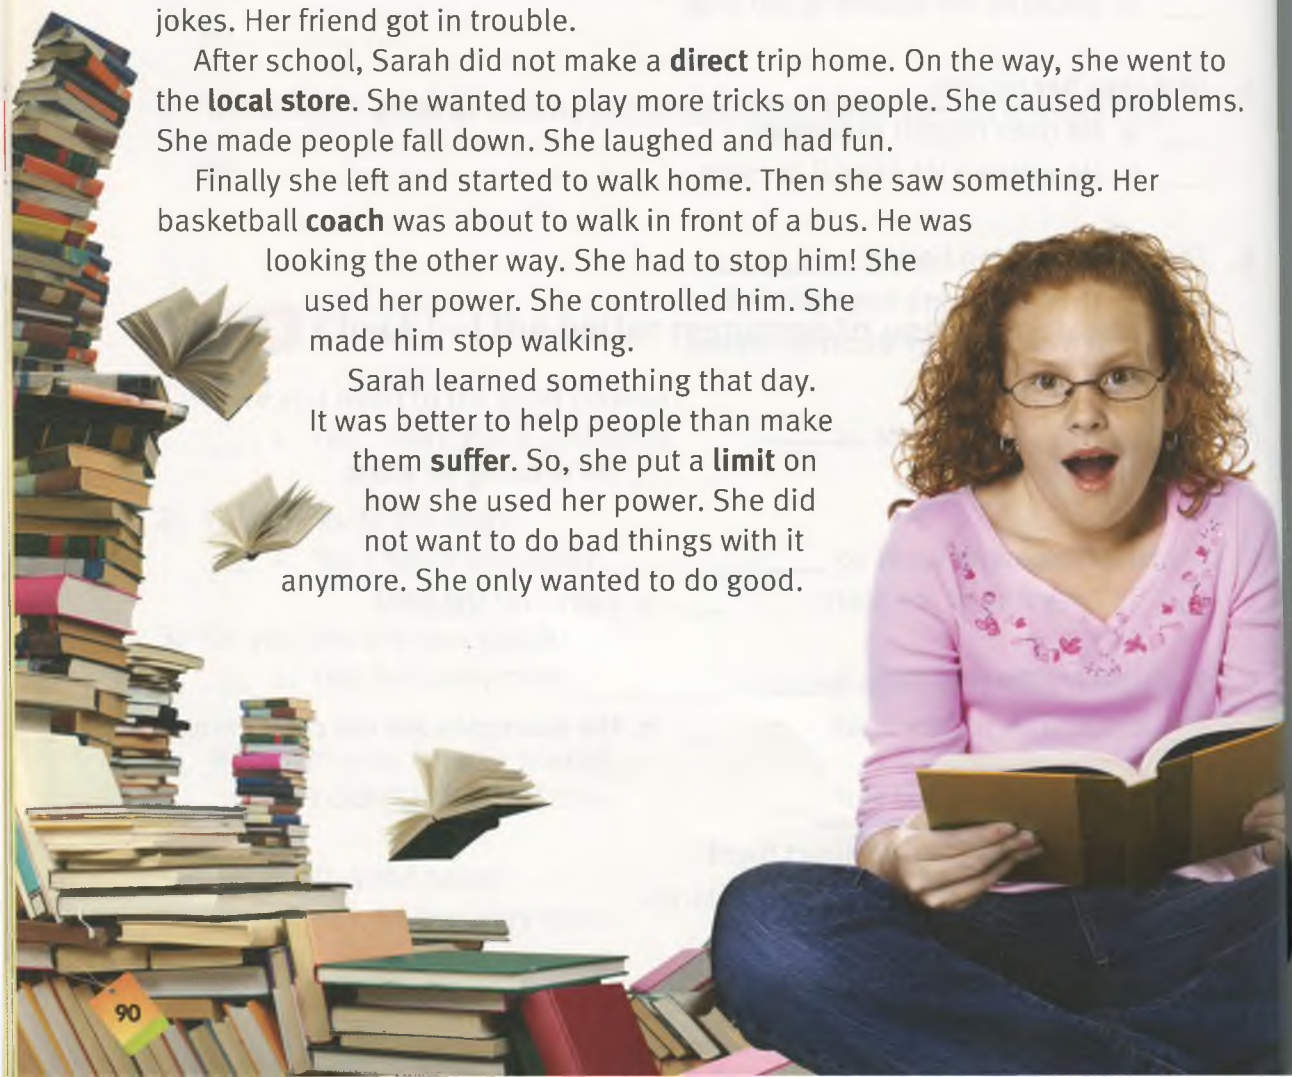 jokes. Her friend got in trouble.
After school, Sarah did not make a direct trip home. On the way, she went to
the local store. She wanted to play more tricks on people. She caused problems.
She made people fall down. She laughed and had fun.
Finally she left and started to walk home. Then she saw something. Her
basketball coach was about to walk in front of a bus. He was
looking the other way. She had to stop him! She
used her power. She controlled him. She
made him stop walking.
Sarah learned something that day.
It was better to help people than make
them suffer. So, she put a limit on
how she used her power. She did
not want to do bad things with it
anymore. She only wanted to do good.
90